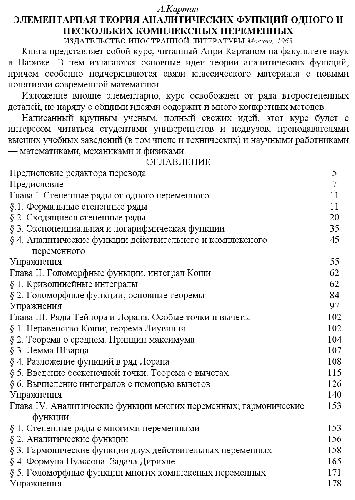 А.Картан
ЭЛЕМЕНТАРНАЯ ТЕОРИЯ АНАЛИТИЧЕСКИХ ФУНКЦИЙ ОДНОГО И
НЕСКОЛЬКИХ КОМПЛЕКСНЫХ ПЕРЕМЕННЫХ
ИЗДАТЕЛЬСТВО ИНОСТРАННОЙ ЛИТЕРАТУРЫ Москва, 1963
Книга представляет собой курс, читанный Анри Картаном на факультете наук
в Париже. В ней излагаются основные идеи теории аналитических функций,
причем особенно подчеркиваются связи классического материала с новыми
понятиями современной математики.
Изложение вполне элементарно, курс освобожден от ряда второстепенных
деталей, но наряду с общими идеями содержит и много конкретных методов.
Написанный крупным ученым, полный свежих идей, этот курс будет с
интересом читаться студентами университетов и педвузов, преподавателями
высших учебных заведений (в том числе и технических) и научными работниками
— математиками, механиками и физиками.
ОГЛАВЛЕНИЕ
Предисловие редактора перевода 5
Предисловие 7
Глава I. Степенные ряды от одного переменного 11
§ 1. Формальные степенные ряды 11
§ 2. Сходящиеся степенные ряды 20
§ 3. Экспоненциальная и логарифмическая функции 35
§ 4. Аналитические функции действительного и комплексного 45
переменного
Упражнения 55
Глава II. Голоморфные функции, интеграл Коши 62
§ 1. Криволинейные интегралы 62
§ 2. Голоморфные функции; основные теоремы 84
Упражнения 97
Глава III. Ряды Тейлора и Лорана. Особые точки и вычеты 102
§ 1. Неравенство Коши; теорема Лиувилля 102
§ 2. Теорема о среднем. Принцип максимума 104
§ 3. Лемма Шварца 107
§ 4. Разложение функций в ряд Лорана 108
§ 5. Введение бесконечной точки. Теорема о вычетах 115
§ 6. Вычисление интегралов с помощью вычетов 126
Упражнения 140
Глава IV. Аналитические функции многих переменных; гармонические 153
функции
§ 1. Степенные ряды с многими переменными 153
§ 2. Аналитические функции 156
§ 3. Гармонические функции двух действительных переменных 158
§ 4. Формула Пуассона. Задача Дирихле 165
§ 5. Голоморфные функции многих комплексных переменных 171
Упражнения 178